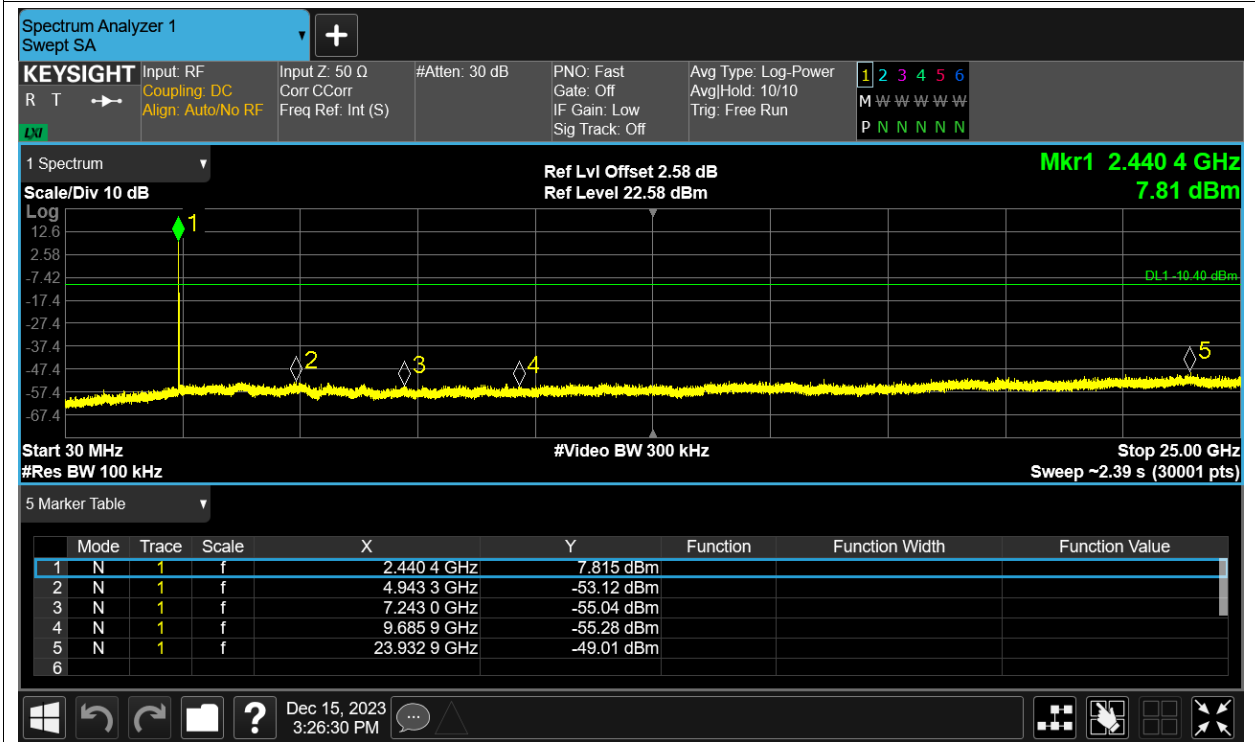 Spectrum Analyzer 1
Swept SA
+
KEYSIGHT
R T
LXI
Input: RF
Coupling: DC
Align: Auto/No RF
Input Z: 50 Ω
Corr CCorr
Freq Ref: Int (S)
#Atten: 30 dB
PNO: Fast
Gate: Off
IF Gain: Low
Sig Track: Off
Avg Type: Log-Power
Avg|Hold: 10/10
Trig: Free Run
1 2 3 4 5 6
M W W W W W
P N N N N N
1 Spectrum
Scale/Div 10 dB
Ref Lvl Offset 2.58 dB
Ref Level 22.58 dBm
Mkr1 2.440 4 GHz
7.81 dBm
Log
12.6
2.58
-7.42
-17.4
-27.4
-37.4
-47.4
-57.4
-67.4
1
2
3
4
5
DL1 -10.40 dBm
Start 30 MHz
#Res BW 100 kHz
#Video BW 300 kHz
Stop 25.00 GHz
Sweep ~2.39 s (30001 pts)
5 Marker Table
Mode Trace Scale X Y Function Function Width Function Value
1 N 1 f 2.440 4 GHz 7.815 dBm
2 N 1 f 4.943 3 GHz -53.12 dBm
3 N 1 f 7.243 0 GHz -55.04 dBm
4 N 1 f 9.685 9 GHz -55.28 dBm
5 N 1 f 23.932 9 GHz -49.01 dBm
6
?
Dec 15, 2023
3:26:30 PM